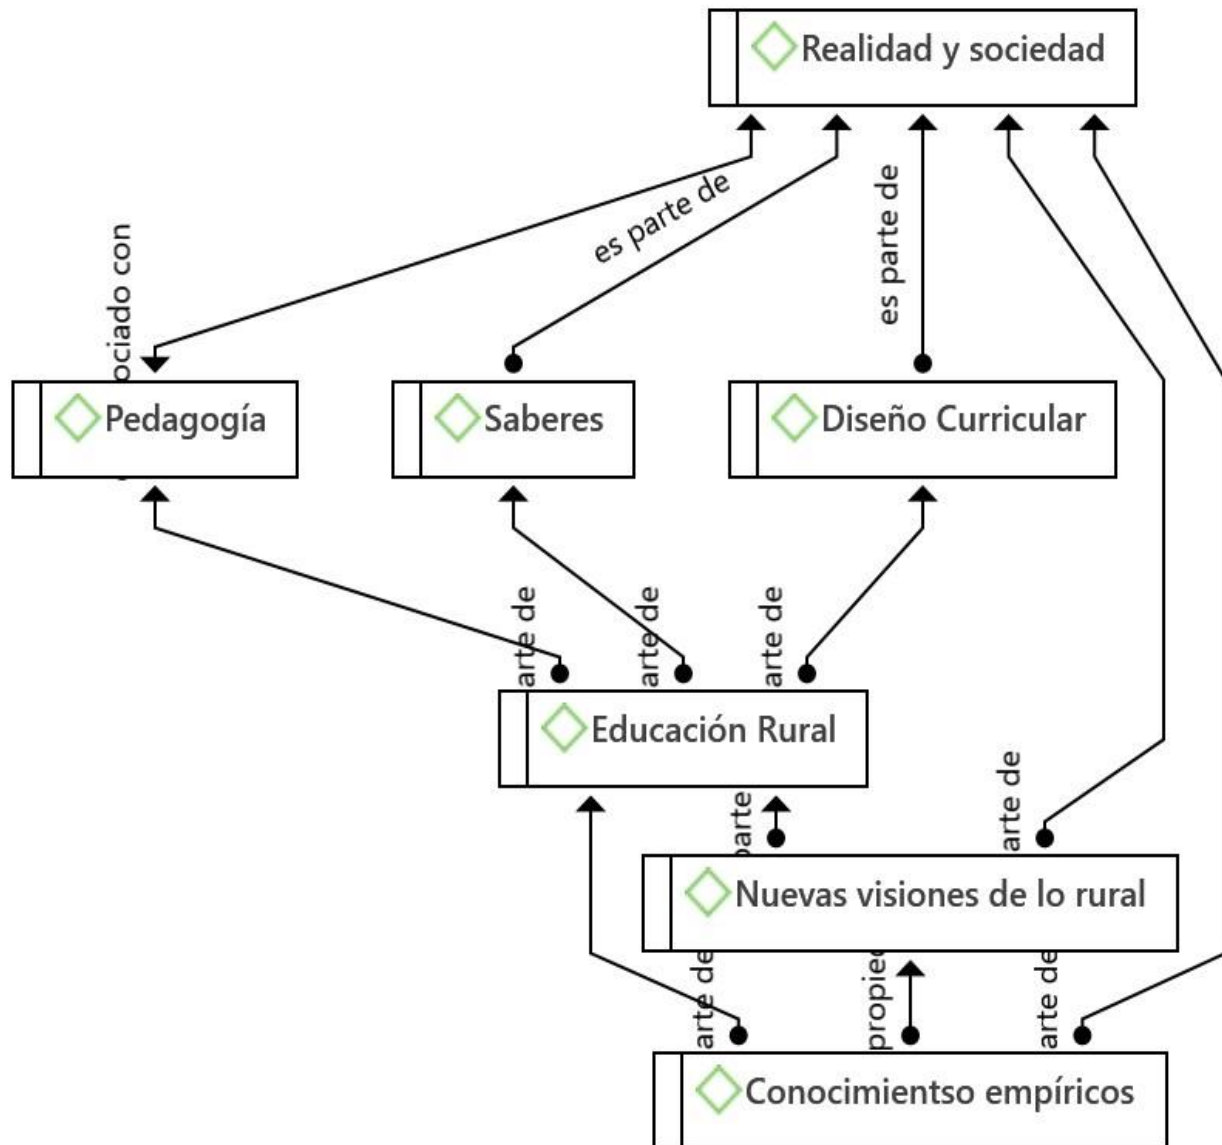 Realidad y sociedad
es parte de
es parte de
ociado con
Pedagogía
Saberes
Diseño Curricular
arte de
arte de
arte de
Educación Rural
parte
arte de
Nuevas visiones de lo rural
arte de
propied
arte de
Conocimientso empíricos